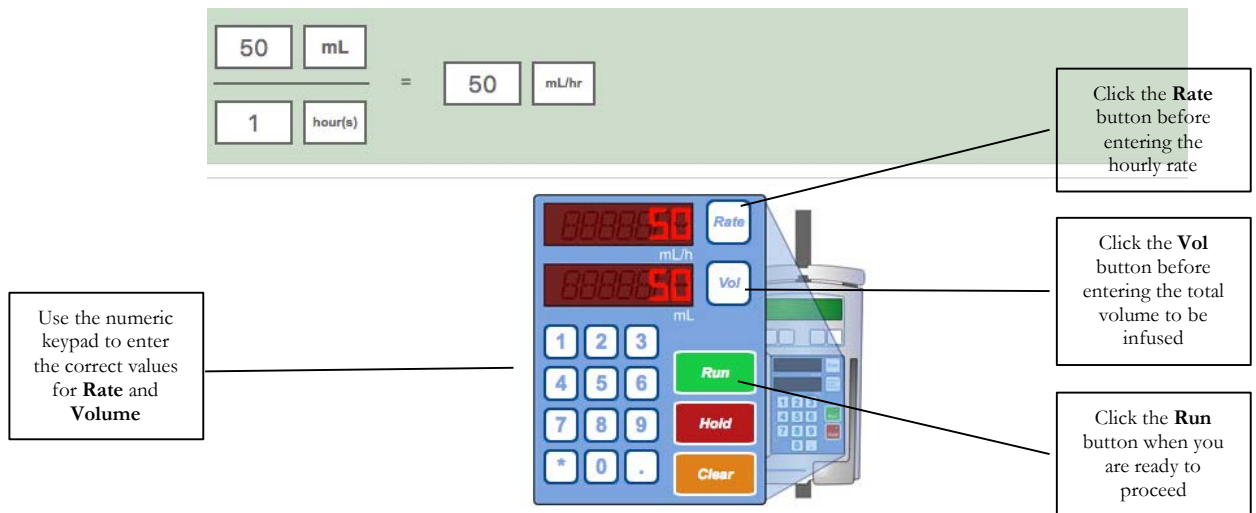 50 mL
= 50 mL/hr
1 hour(s)
Click the Rate
button before
entering the
hourly rate
50 Rate
mL/h
50 Vol
mL
Click the Vol
button before
entering the total
volume to be
infused
Use the numeric
keypad to enter
the correct values
for Rate and
Volume
1 2 3
4 5 6
7 8 9
* 0 .
Run
Hold
Clear
Click the Run
button when you
are ready to
proceed